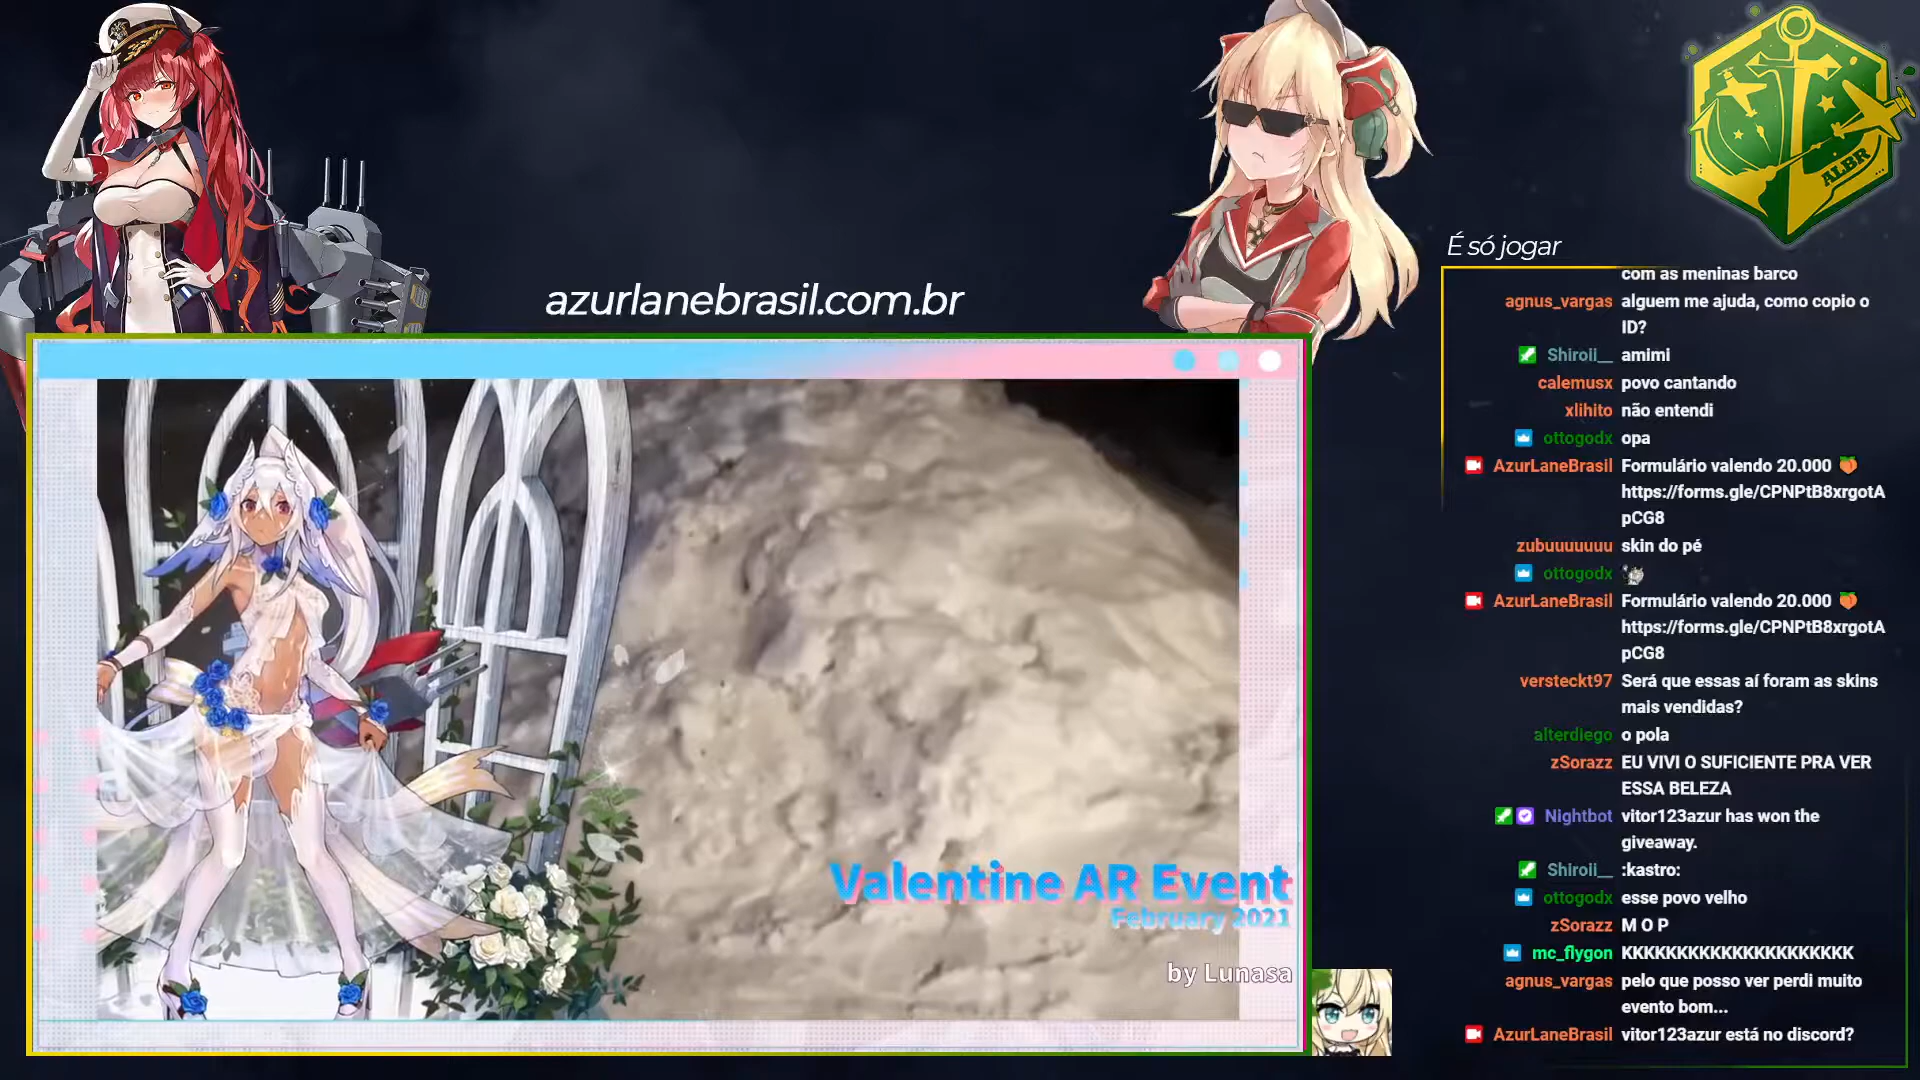 ALBR
É só jogar
azurlanebrasil.com.br
com as meninas barco
agnus_vargas alguem me ajuda, como copio o
ID?
Shiroii__ amimi
calemusx povo cantando
xlihito não entendi
ottogodx opa
AzurLaneBrasil Formulário valendo 20.000 🍑
https://forms.gle/CPNPtB8xrgotA
pCG8
zubuuuuuuu skin do pé
ottogodx
AzurLaneBrasil Formulário valendo 20.000 🍑
https://forms.gle/CPNPtB8xrgotA
pCG8
versteckt97 Será que essas aí foram as skins
mais vendidas?
alterdiego o pola
zSorazz EU VIVI O SUFICIENTE PRA VER
ESSA BELEZA
Nightbot vitor123azur has won the
giveaway.
Shiroii__ :kastro:
ottogodx esse povo velho
zSorazz M O P
mc_flygon KKKKKKKKKKKKKKKKKKKKK
agnus_vargas pelo que posso ver perdi muito
evento bom...
AzurLaneBrasil vitor123azur está no discord?
Valentine AR Event
February 2021
by Lunasa